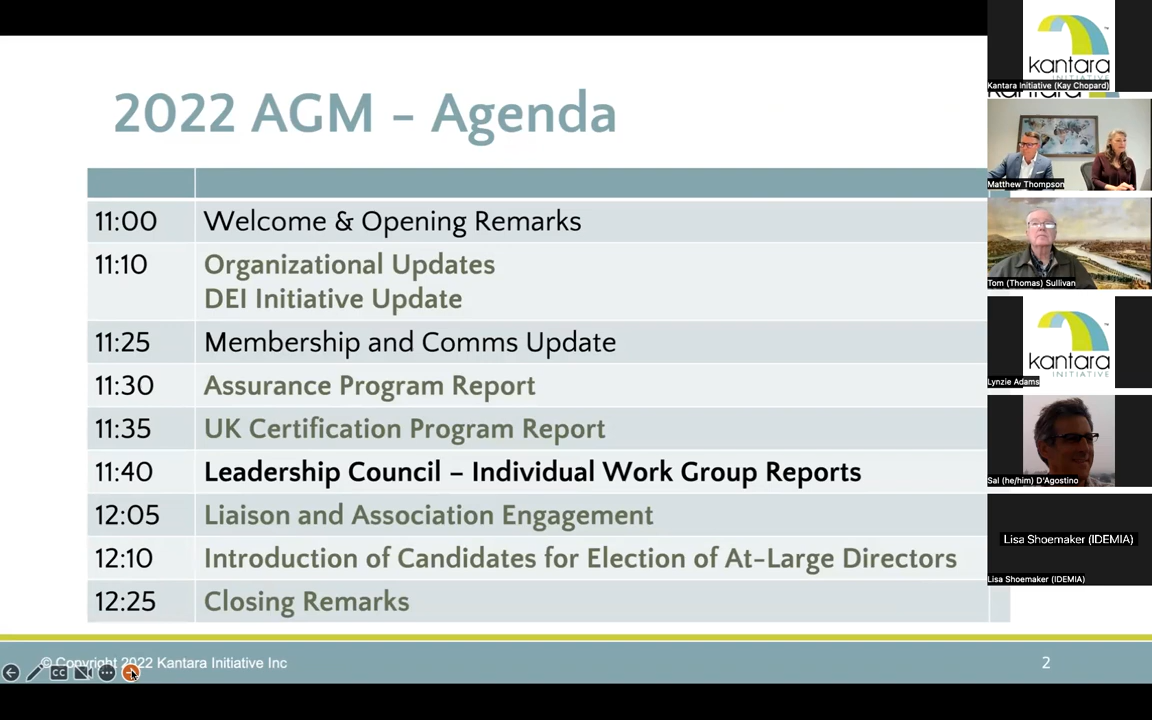 2022 AGM – Agenda
11:00 Welcome & Opening Remarks
11:10 Organizational Updates
DEI Initiative Update
11:25 Membership and Comms Update
11:30 Assurance Program Report
11:35 UK Certification Program Report
11:40 Leadership Council – Individual Work Group Reports
12:05 Liaison and Association Engagement
12:10 Introduction of Candidates for Election of At-Large Directors
12:25 Closing Remarks
© Copyright 2022 Kantara Initiative Inc
2
CC
kantara
INITIATIVE
Kantara Initiative (Kay Chopard)
Matthew Thompson
Tom (Thomas) Sullivan
kantara
INITIATIVE
Lynzie Adams
Sal (he/him) D'Agostino
Lisa Shoemaker (IDEMIA)
Lisa Shoemaker (IDEMIA)